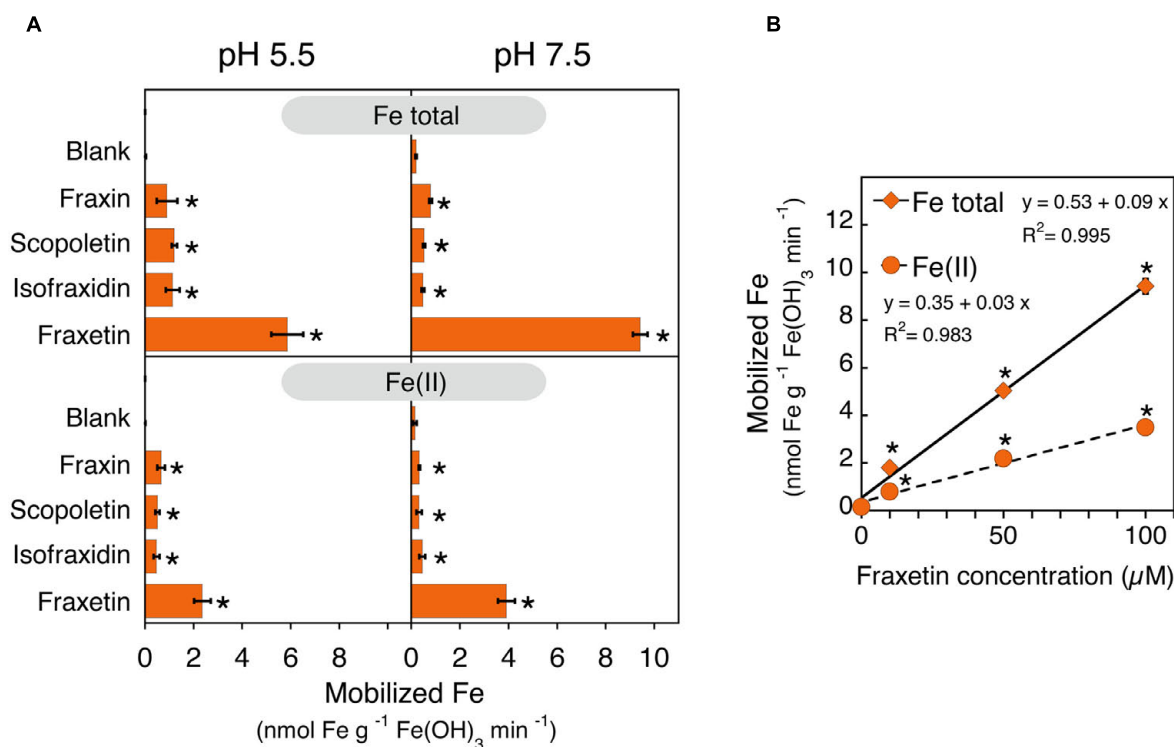 A
pH 5.5 pH 7.5
Fe total
Blank
Fraxin * *
Scopoletin * *
Isofraxidin * *
Fraxetin * *
Fe(II)
Blank
Fraxin * *
Scopoletin * *
Isofraxidin * *
Fraxetin * *
0 2 4 6 8 0 2 4 6 8 10
Mobilized Fe
(nmol Fe g⁻¹ Fe(OH)₃ min⁻¹)
B
Mobilized Fe
(nmol Fe g⁻¹ Fe(OH)₃ min⁻¹)
12
10
8
6
4
2
0
Fe total y = 0.53 + 0.09 x
R²= 0.995
Fe(II)
y = 0.35 + 0.03 x
R²= 0.983
* * *
* * *
0 50 100
Fraxetin concentration (µM)